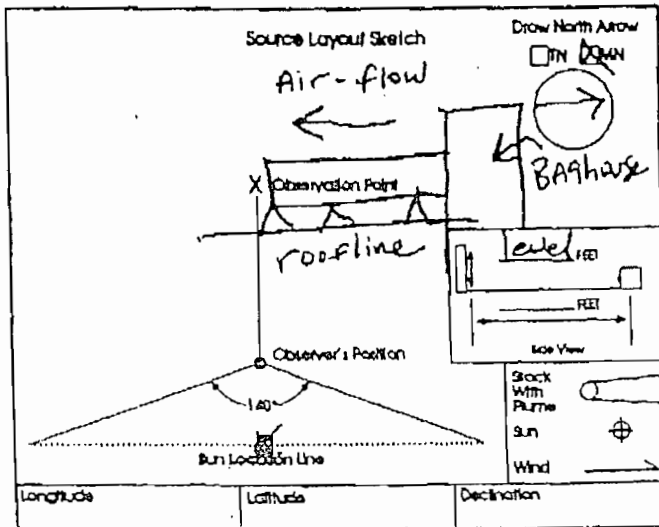 Source Layout Sketch
Draw North Arrow
TN MN
Air-flow
X Observation Point
BAghouse
roofline
Level FEET
FEET
Side View
Observer's Position
140°
Sun Location Line
Stack
With
Plume
Sun
Wind
Longitude
Latitude
Declination